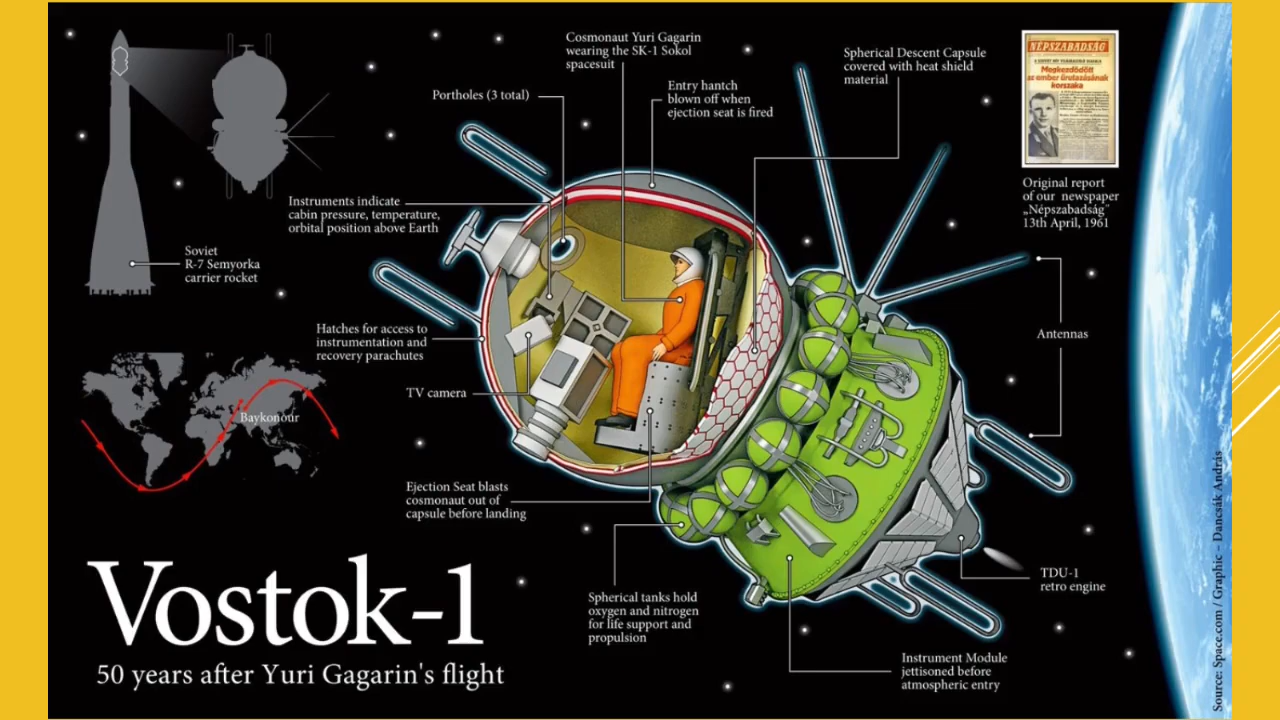 Cosmonaut Yuri Gagarin
wearing the SK-1 Sokol
spacesuit
Spherical Descent Capsule
covered with heat shield
material
Portholes (3 total)
Entry hantch
blown off when
ejection seat is fired
NÉPSZABADSÁG
Megkezdődött
az ember űrutazásának
korszaka
Original report
of our newspaper
„Népszabadság"
13th April, 1961
Instruments indicate
cabin pressure, temperature,
orbital position above Earth
Soviet
R-7 Semyorka
carrier rocket
Hatches for access to
instrumentation and
recovery parachutes
Antennas
TV camera
Baykonour
Ejection Seat blasts
cosmonaut out of
capsule before landing
Spherical tanks hold
oxygen and nitrogen
for life support and
propulsion
TDU-1
retro engine
Instrument Module
jettisoned before
atmospheric entry
Vostok-1
50 years after Yuri Gagarin's flight
Source: Space.com / Graphic – Dancsák András